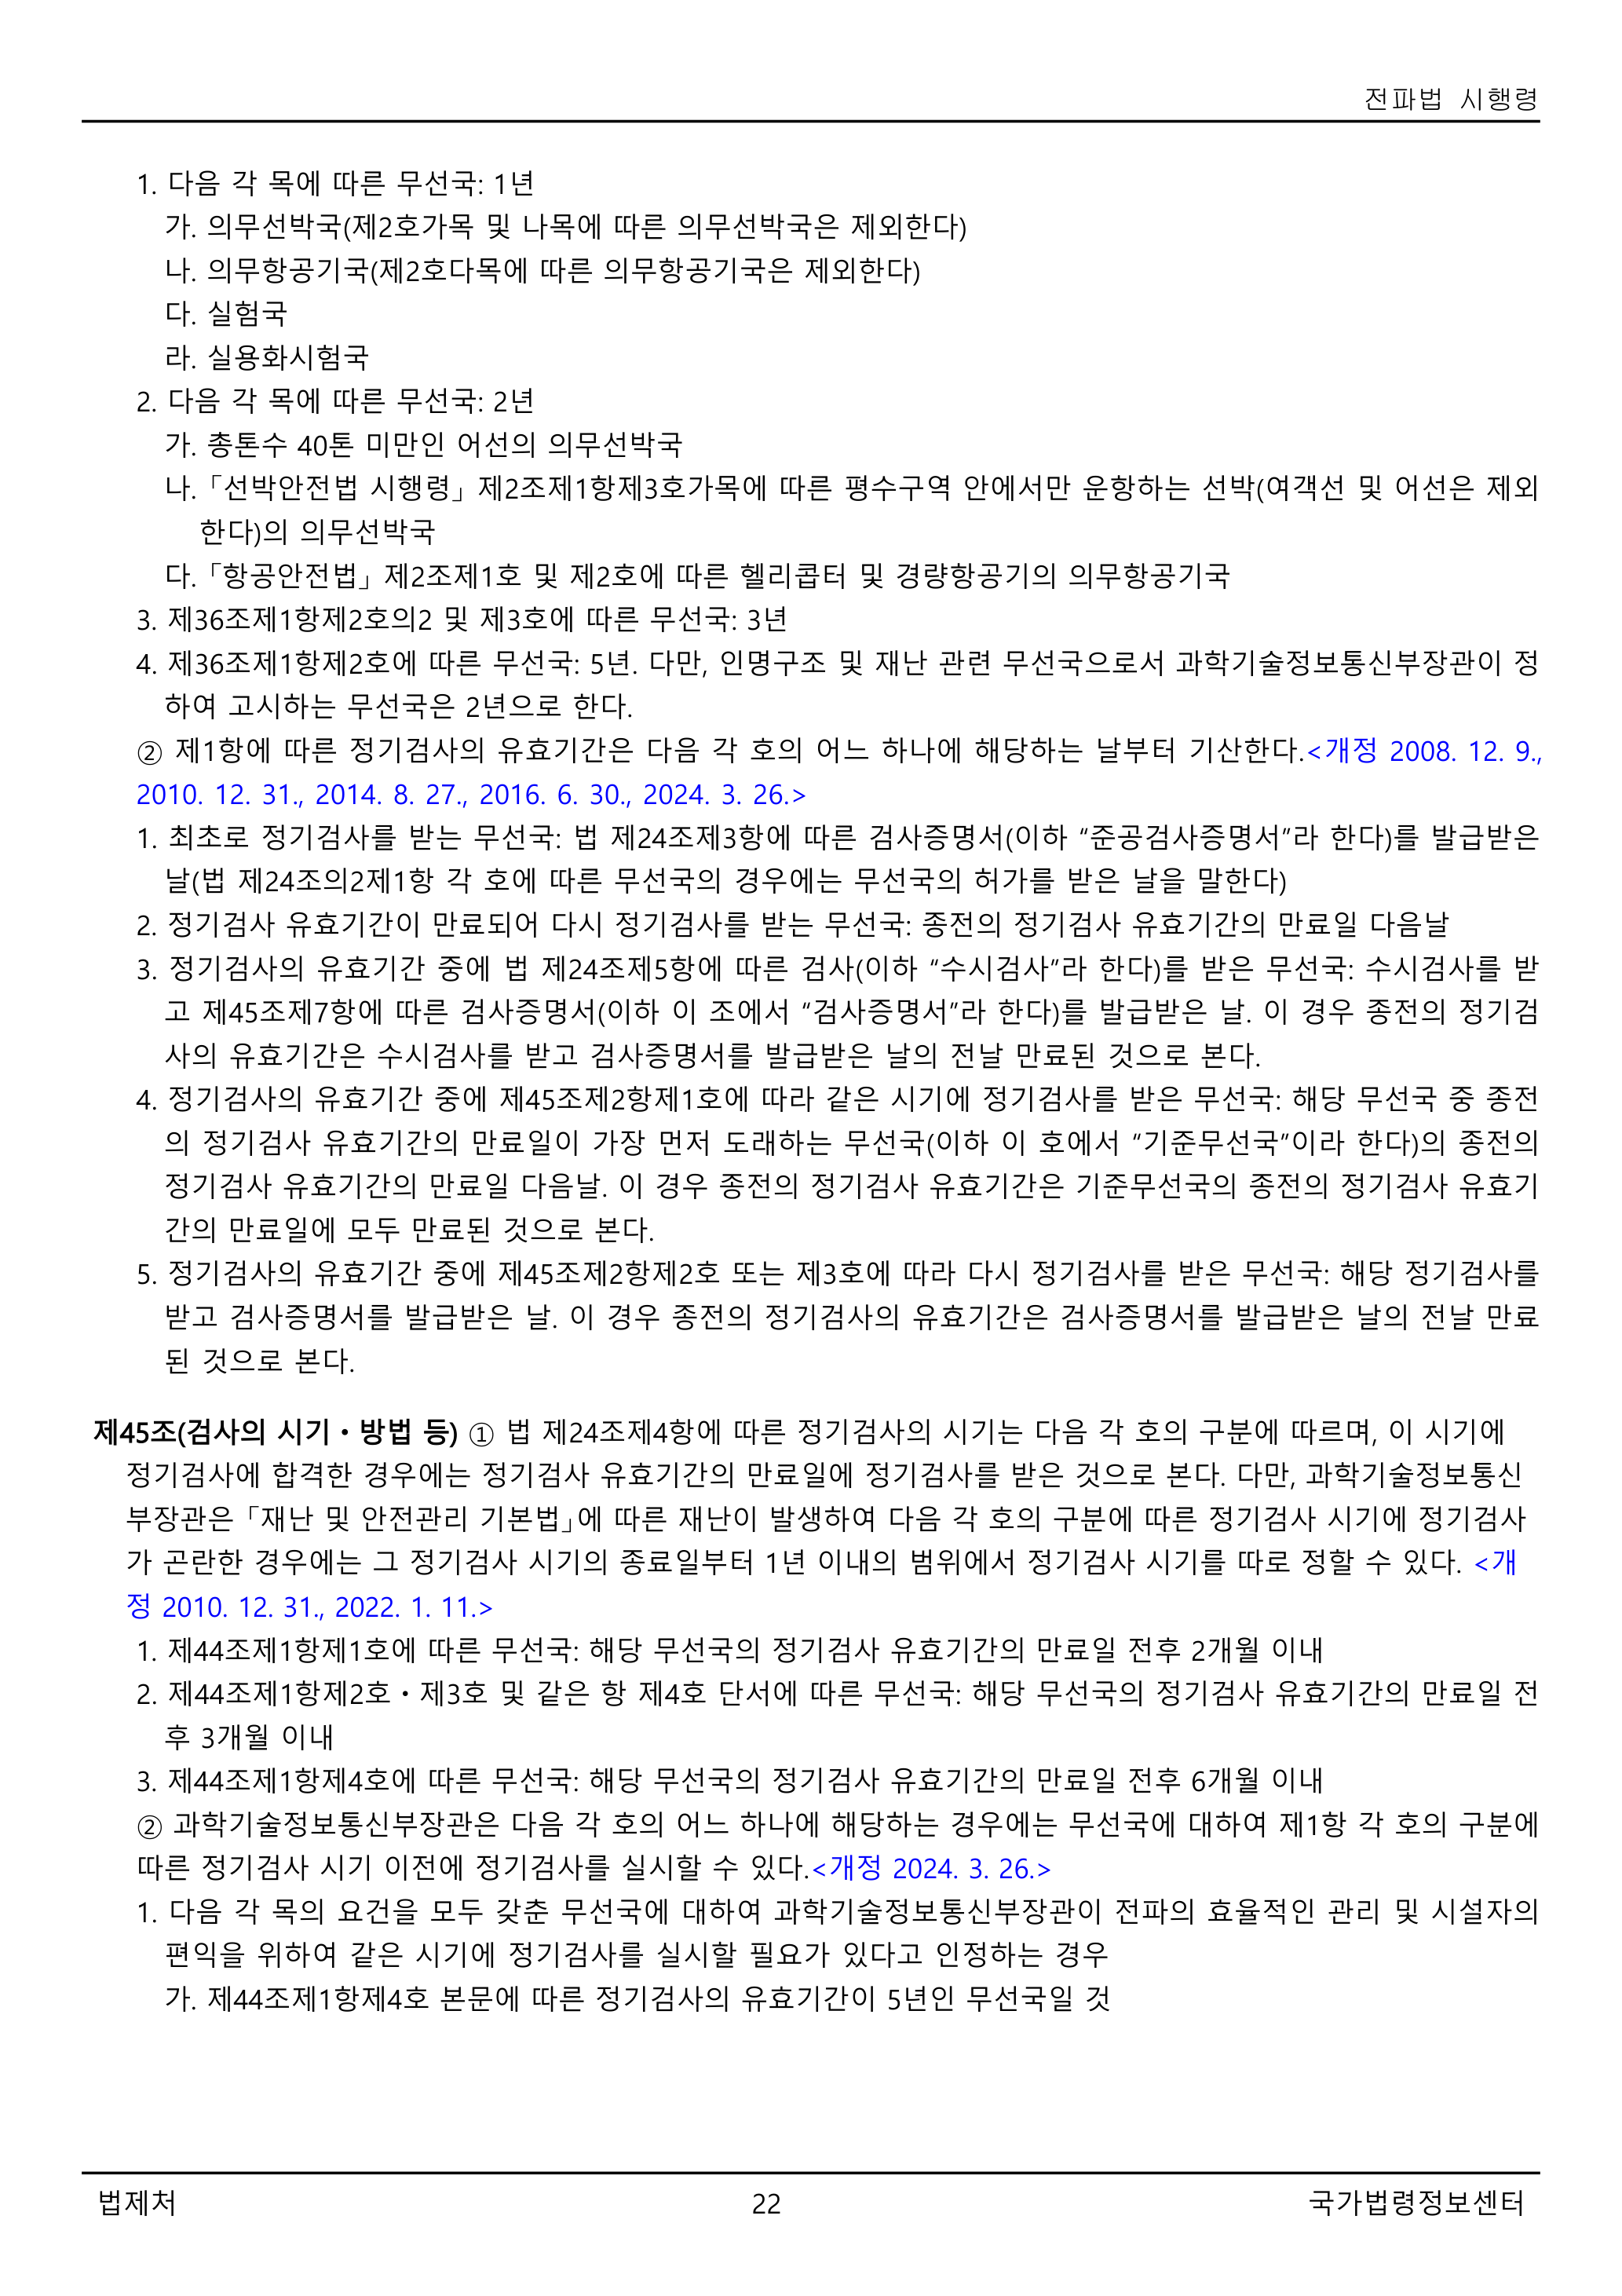 전파법 시행령
1. 다음 각 목에 따른 무선국: 1년
가. 의무선박국(제2호가목 및 나목에 따른 의무선박국은 제외한다)
나. 의무항공기국(제2호다목에 따른 의무항공기국은 제외한다)
다. 실험국
라. 실용화시험국
2. 다음 각 목에 따른 무선국: 2년
가. 총톤수 40톤 미만인 어선의 의무선박국
나.「선박안전법 시행령」제2조제1항제3호가목에 따른 평수구역 안에서만 운항하는 선박(여객선 및 어선은 제외
한다)의 의무선박국
다.「항공안전법」제2조제1호 및 제2호에 따른 헬리콥터 및 경량항공기의 의무항공기국
3. 제36조제1항제2호의2 및 제3호에 따른 무선국: 3년
4. 제36조제1항제2호에 따른 무선국: 5년. 다만, 인명구조 및 재난 관련 무선국으로서 과학기술정보통신부장관이 정
하여 고시하는 무선국은 2년으로 한다.
② 제1항에 따른 정기검사의 유효기간은 다음 각 호의 어느 하나에 해당하는 날부터 기산한다.<개정 2008. 12. 9.,
2010. 12. 31., 2014. 8. 27., 2016. 6. 30., 2024. 3. 26.>
1. 최초로 정기검사를 받는 무선국: 법 제24조제3항에 따른 검사증명서(이하 “준공검사증명서”라 한다)를 발급받은
날(법 제24조의2제1항 각 호에 따른 무선국의 경우에는 무선국의 허가를 받은 날을 말한다)
2. 정기검사 유효기간이 만료되어 다시 정기검사를 받는 무선국: 종전의 정기검사 유효기간의 만료일 다음날
3. 정기검사의 유효기간 중에 법 제24조제5항에 따른 검사(이하 “수시검사”라 한다)를 받은 무선국: 수시검사를 받
고 제45조제7항에 따른 검사증명서(이하 이 조에서 “검사증명서”라 한다)를 발급받은 날. 이 경우 종전의 정기검
사의 유효기간은 수시검사를 받고 검사증명서를 발급받은 날의 전날 만료된 것으로 본다.
4. 정기검사의 유효기간 중에 제45조제2항제1호에 따라 같은 시기에 정기검사를 받은 무선국: 해당 무선국 중 종전
의 정기검사 유효기간의 만료일이 가장 먼저 도래하는 무선국(이하 이 호에서 “기준무선국”이라 한다)의 종전의
정기검사 유효기간의 만료일 다음날. 이 경우 종전의 정기검사 유효기간은 기준무선국의 종전의 정기검사 유효기
간의 만료일에 모두 만료된 것으로 본다.
5. 정기검사의 유효기간 중에 제45조제2항제2호 또는 제3호에 따라 다시 정기검사를 받은 무선국: 해당 정기검사를
받고 검사증명서를 발급받은 날. 이 경우 종전의 정기검사의 유효기간은 검사증명서를 발급받은 날의 전날 만료
된 것으로 본다.
제45조(검사의 시기ㆍ방법 등) ① 법 제24조제4항에 따른 정기검사의 시기는 다음 각 호의 구분에 따르며, 이 시기에
정기검사에 합격한 경우에는 정기검사 유효기간의 만료일에 정기검사를 받은 것으로 본다. 다만, 과학기술정보통신
부장관은「재난 및 안전관리 기본법」에 따른 재난이 발생하여 다음 각 호의 구분에 따른 정기검사 시기에 정기검사
가 곤란한 경우에는 그 정기검사 시기의 종료일부터 1년 이내의 범위에서 정기검사 시기를 따로 정할 수 있다. <개
정 2010. 12. 31., 2022. 1. 11.>
1. 제44조제1항제1호에 따른 무선국: 해당 무선국의 정기검사 유효기간의 만료일 전후 2개월 이내
2. 제44조제1항제2호ㆍ제3호 및 같은 항 제4호 단서에 따른 무선국: 해당 무선국의 정기검사 유효기간의 만료일 전
후 3개월 이내
3. 제44조제1항제4호에 따른 무선국: 해당 무선국의 정기검사 유효기간의 만료일 전후 6개월 이내
② 과학기술정보통신부장관은 다음 각 호의 어느 하나에 해당하는 경우에는 무선국에 대하여 제1항 각 호의 구분에
따른 정기검사 시기 이전에 정기검사를 실시할 수 있다.<개정 2024. 3. 26.>
1. 다음 각 목의 요건을 모두 갖춘 무선국에 대하여 과학기술정보통신부장관이 전파의 효율적인 관리 및 시설자의
편익을 위하여 같은 시기에 정기검사를 실시할 필요가 있다고 인정하는 경우
가. 제44조제1항제4호 본문에 따른 정기검사의 유효기간이 5년인 무선국일 것
법제처 22 국가법령정보센터